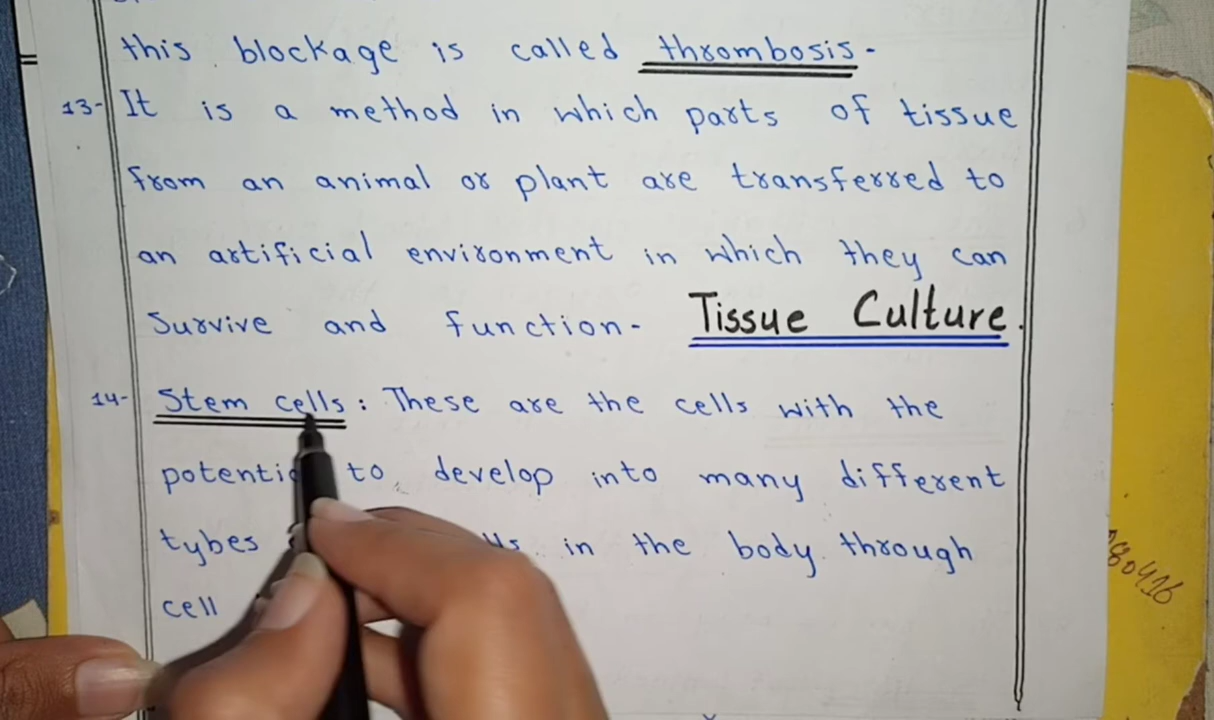 this blockage is called thrombosis.
13- It is a method in which parts of tissue
from an animal or plant are transferred to
an artificial environment in which they can
Survive and function- Tissue Culture.
14- Stem cells: These are the cells with the
to develop into many different
tybes in the body through
cell